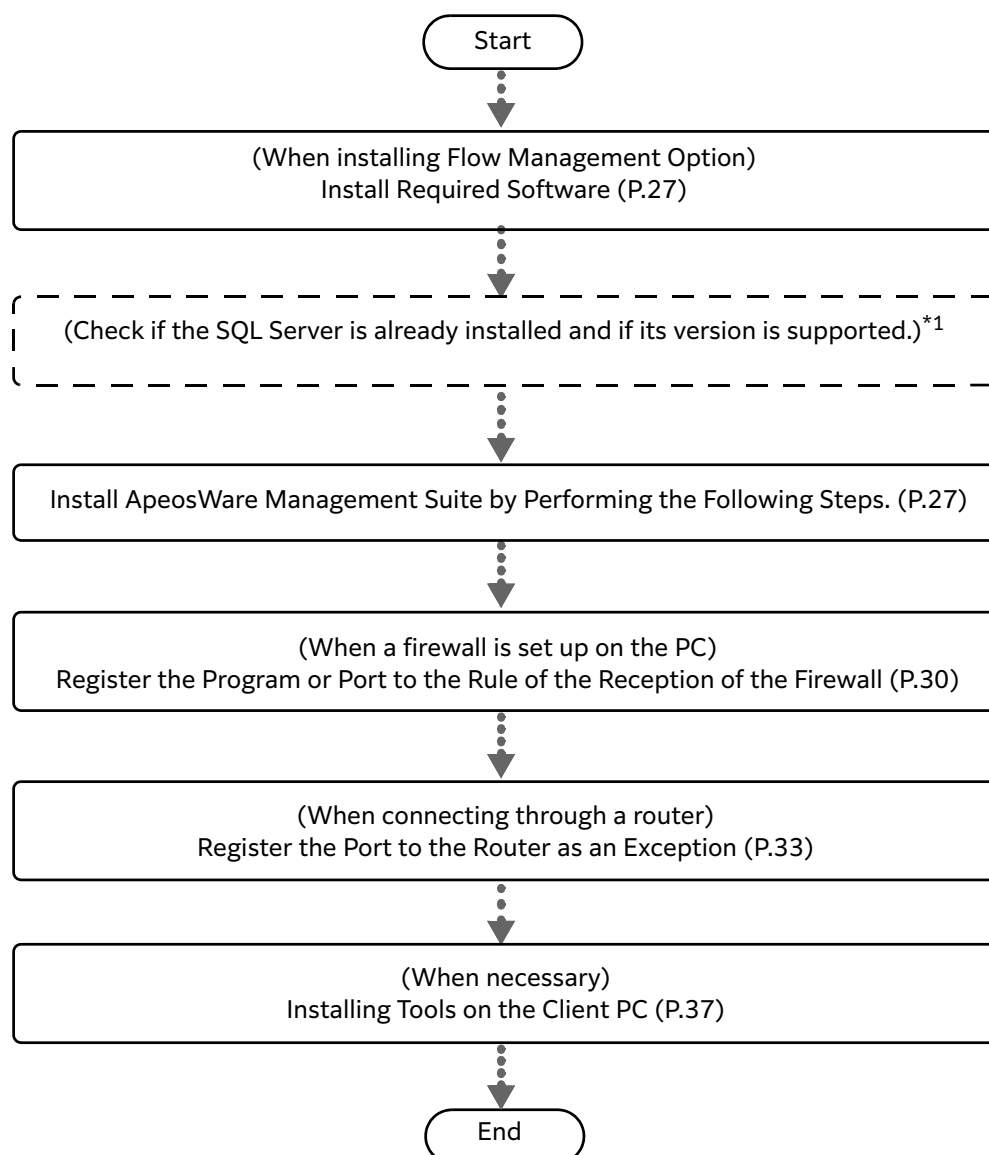 Start
(When installing Flow Management Option)
Install Required Software (P.27)
(Check if the SQL Server is already installed and if its version is supported.)*1
Install ApeosWare Management Suite by Performing the Following Steps. (P.27)
(When a firewall is set up on the PC)
Register the Program or Port to the Rule of the Reception of the Firewall (P.30)
(When connecting through a router)
Register the Port to the Router as an Exception (P.33)
(When necessary)
Installing Tools on the Client PC (P.37)
End